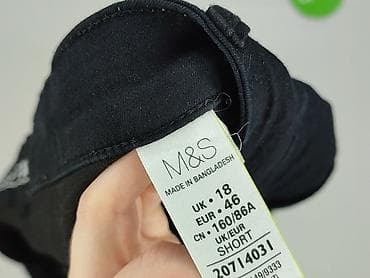 M&S
MADE IN BANGLADESH
UK • 18
EUR • 46
CN • 160/86A
UK/EUR
SHORT
20714031